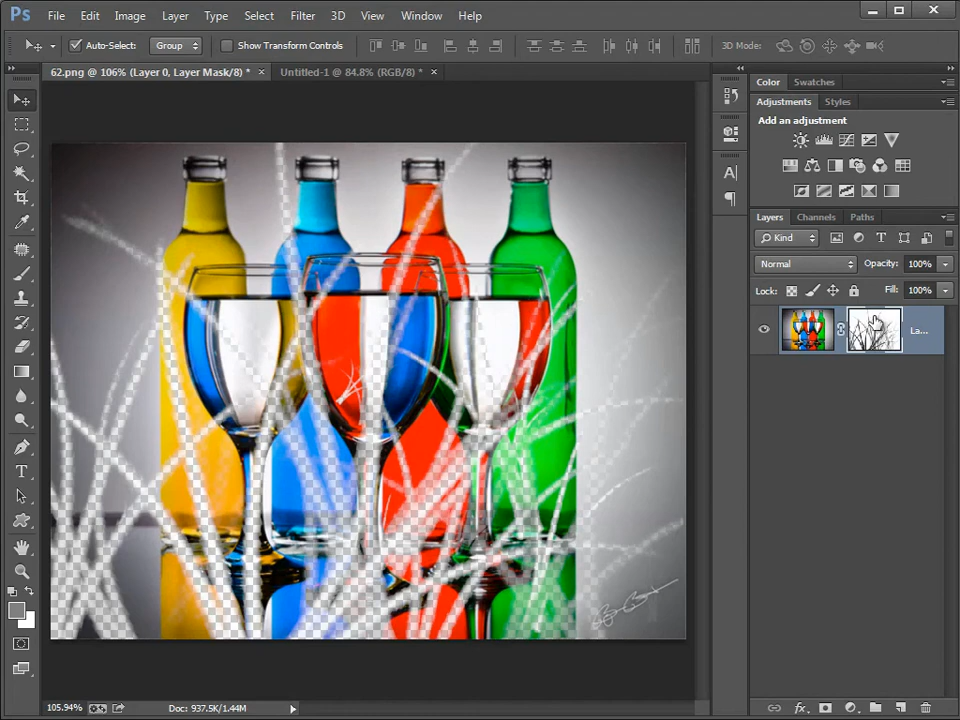 Ps File Edit Image Layer Type Select Filter 3D View Window Help
Auto-Select: Group Show Transform Controls 3D Mode:
62.png @ 106% (Layer 0, Layer Mask/8) * × Untitled-1 @ 84.8% (RGB/8) * ×
Color Swatches
Adjustments Styles
Add an adjustment
Layers Channels Paths
Kind
Normal Opacity: 100%
Lock: Fill: 100%
La...
105.94% Doc: 937.5K/1.44M